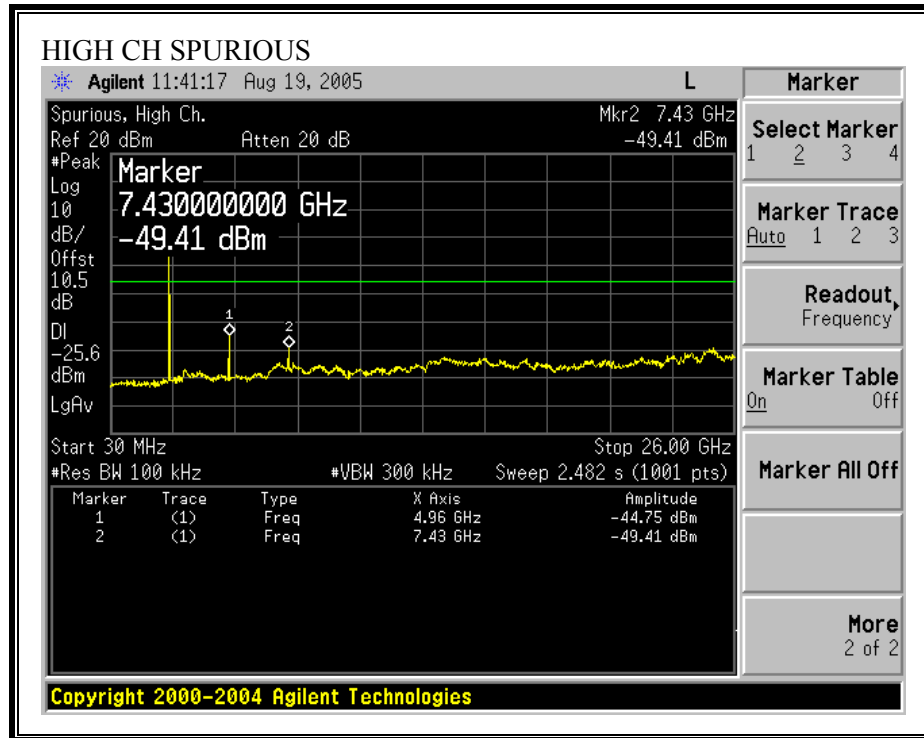 HIGH CH SPURIOUS
Agilent 11:41:17 Aug 19, 2005 L
Spurious, High Ch. Mkr2 7.43 GHz
Ref 20 dBm Atten 20 dB -49.41 dBm
#Peak
Log
10
dB/
Offst
10.5
dB
DI
-25.6
dBm
LgAv
Marker
7.430000000 GHz
-49.41 dBm
1
2
Start 30 MHz Stop 26.00 GHz
#Res BW 100 kHz #VBW 300 kHz Sweep 2.482 s (1001 pts)
Marker Trace Type X Axis Amplitude
1 (1) Freq 4.96 GHz -44.75 dBm
2 (1) Freq 7.43 GHz -49.41 dBm
Marker
Select Marker
1 2 3 4
Marker Trace
Auto 1 2 3
Readout
Frequency
Marker Table
On Off
Marker All Off
More
2 of 2
Copyright 2000-2004 Agilent Technologies